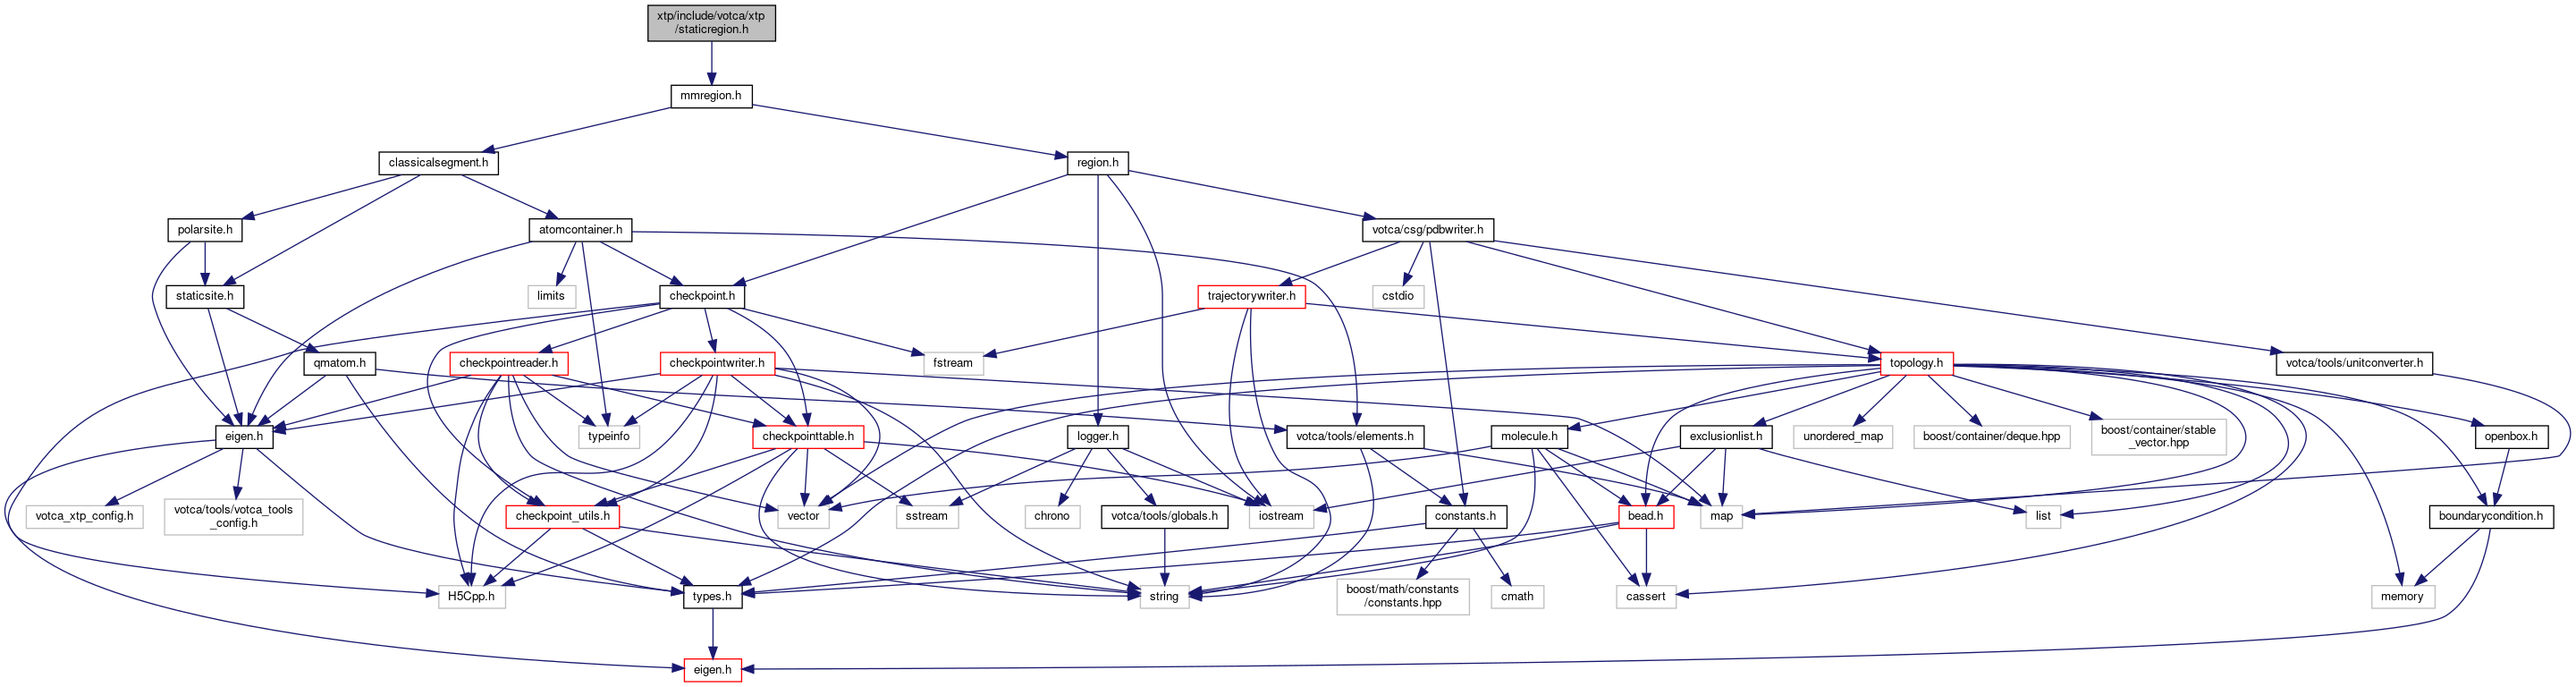 xtp/include/votca/xtp
/staticregion.h
mmregion.h
classicalsegment.h
region.h
polarsite.h
atomcontainer.h
votca/csg/pdbwriter.h
staticsite.h
limits
checkpoint.h
trajectorywriter.h
cstdio
qmatom.h
checkpointreader.h
checkpointwriter.h
fstream
topology.h
votca/tools/unitconverter.h
eigen.h
typeinfo
checkpointtable.h
logger.h
votca/tools/elements.h
molecule.h
exclusionlist.h
unordered_map
boost/container/deque.hpp
boost/container/stable
_vector.hpp
openbox.h
votca_xtp_config.h
votca/tools/votca_tools
_config.h
checkpoint_utils.h
vector
sstream
chrono
votca/tools/globals.h
iostream
constants.h
bead.h
map
list
boundarycondition.h
H5Cpp.h
types.h
string
boost/math/constants
/constants.hpp
cmath
cassert
memory
eigen.h